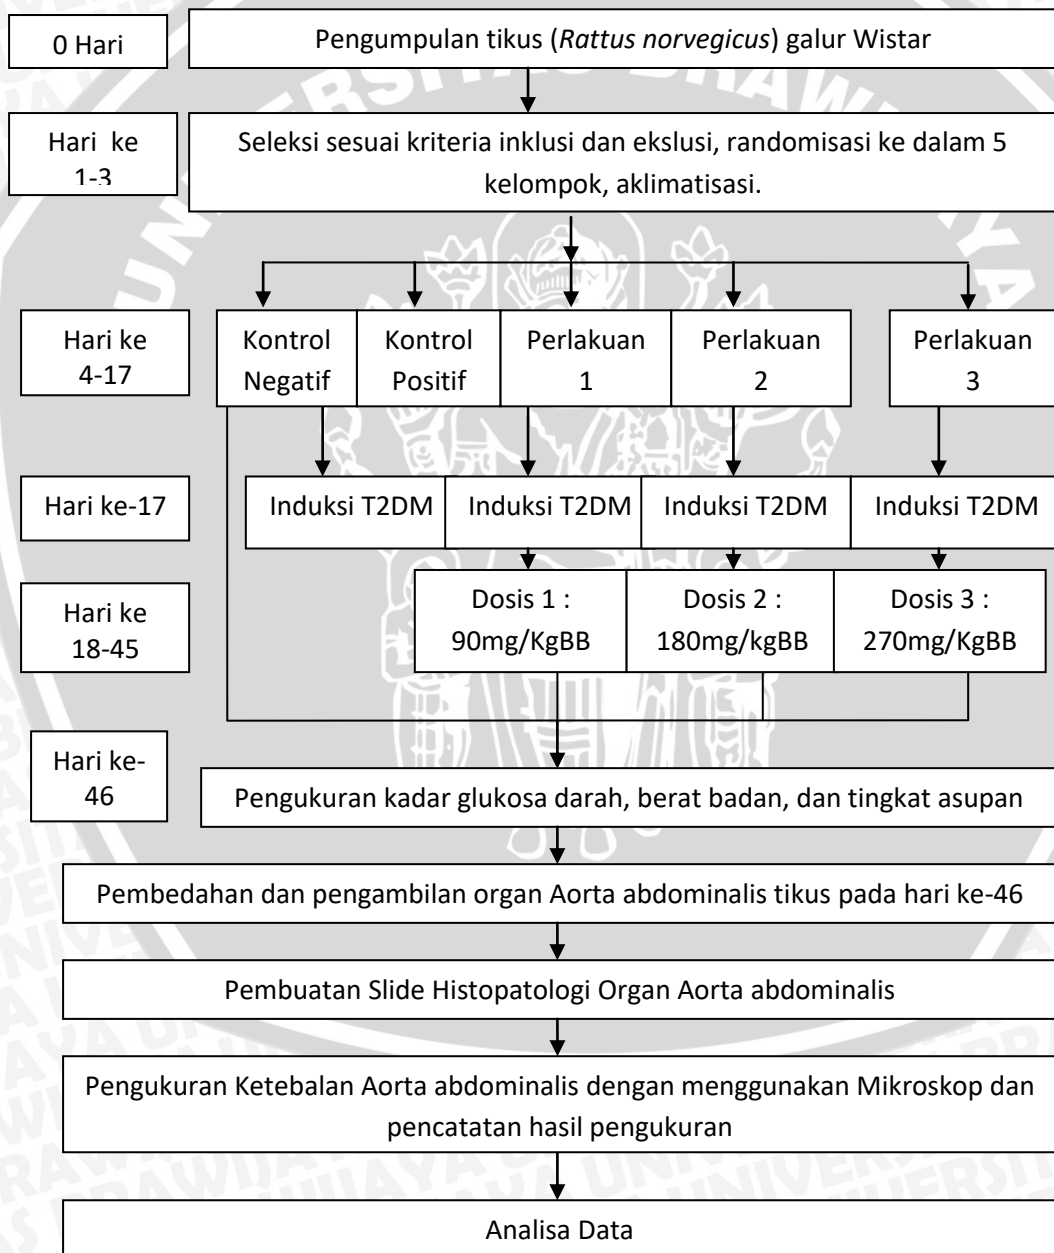 0 Hari
Pengumpulan tikus (Rattus norvegicus) galur Wistar
Hari ke
1-3
Seleksi sesuai kriteria inklusi dan ekslusi, randomisasi ke dalam 5
kelompok, aklimatisasi.
Hari ke
4-17
Kontrol
Negatif
Kontrol
Positif
Perlakuan
1
Perlakuan
2
Perlakuan
3
Hari ke-17
Induksi T2DM
Induksi T2DM
Induksi T2DM
Induksi T2DM
Hari ke
18-45
Dosis 1 :
90mg/KgBB
Dosis 2 :
180mg/kgBB
Dosis 3 :
270mg/KgBB
Hari ke-
46
Pengukuran kadar glukosa darah, berat badan, dan tingkat asupan
Pembedahan dan pengambilan organ Aorta abdominalis tikus pada hari ke-46
Pembuatan Slide Histopatologi Organ Aorta abdominalis
Pengukuran Ketebalan Aorta abdominalis dengan menggunakan Mikroskop dan
pencatatan hasil pengukuran
Analisa Data